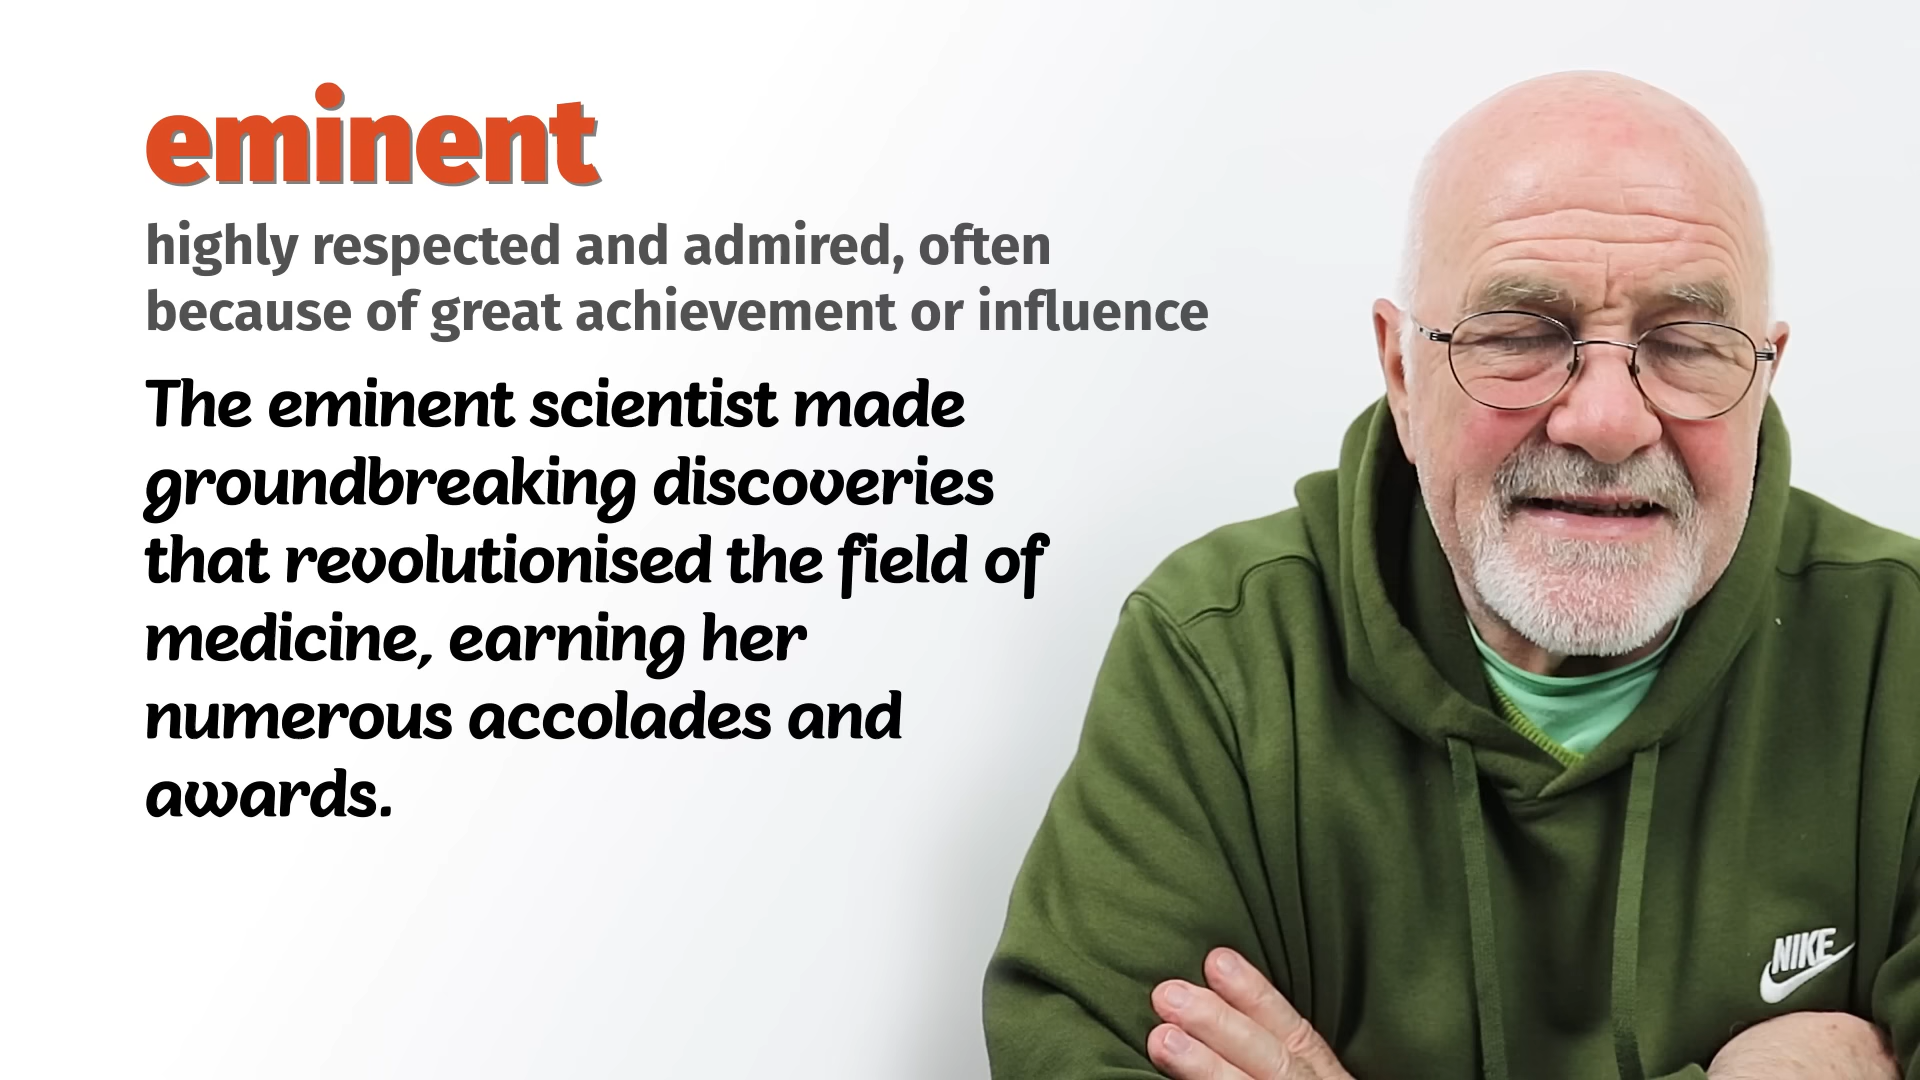 eminent
highly respected and admired, often
because of great achievement or influence
The eminent scientist made
groundbreaking discoveries
that revolutionised the field of
medicine, earning her
numerous accolades and
awards.
NIKE